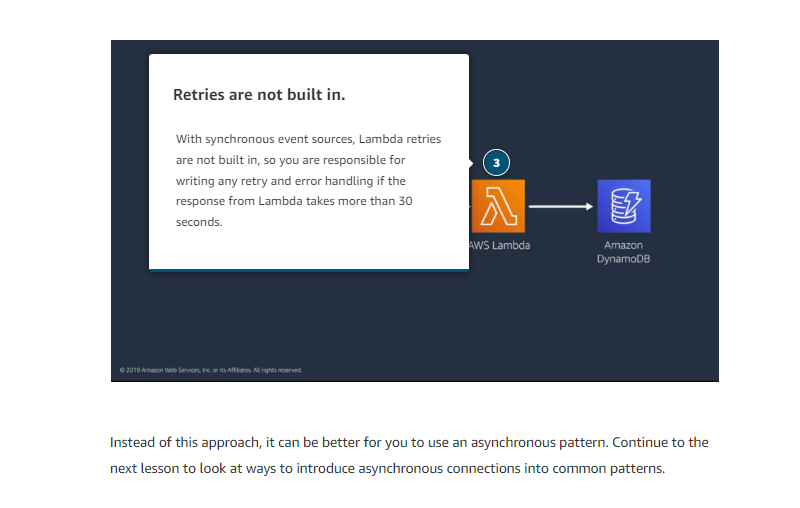 Retries are not built in.
With synchronous event sources, Lambda retries
are not built in, so you are responsible for
writing any retry and error handling if the
response from Lambda takes more than 30
seconds.
3
AWS Lambda
Amazon
DynamoDB
© 2019 Amazon Web Services, Inc. or its Affiliates. All rights reserved.
Instead of this approach, it can be better for you to use an asynchronous pattern. Continue to the
next lesson to look at ways to introduce asynchronous connections into common patterns.